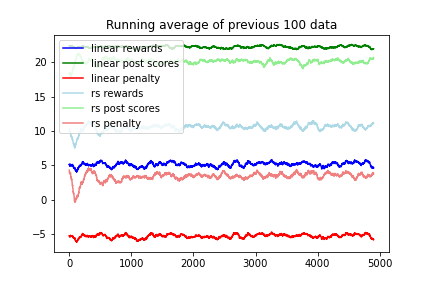 Running average of previous 100 data
linear rewards
linear post scores
linear penalty
rs rewards
rs post scores
rs penalty
20
15
10
5
0
−5
0
1000
2000
3000
4000
5000